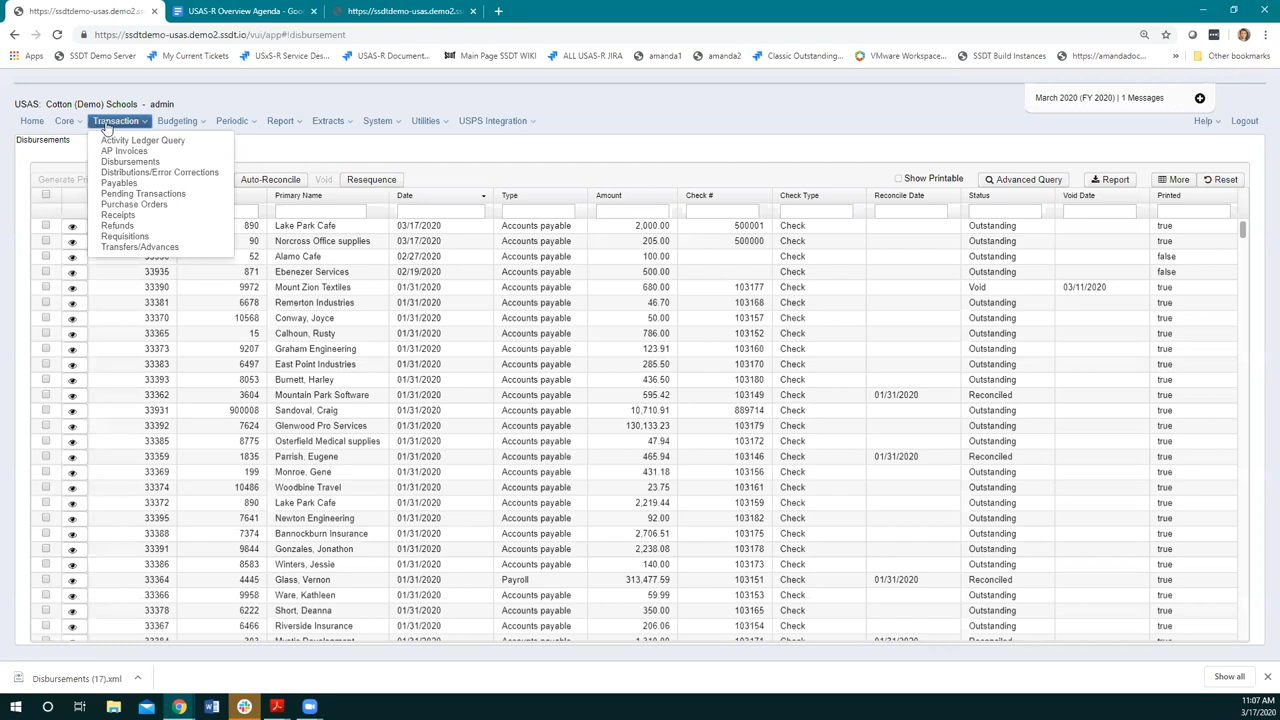 https://ssdtdemo-usas.demo2.ssdt.io/ ×
USAS-R Overview Agenda - Goo ×
https://ssdtdemo-usas.demo2.ssdt ×
+
ssdtdemo-usas.demo2.ssdt.io/vui/app#!disbursement
Apps SSDT Demo Server My Current Tickets USxS-R Service Des... USAS-R Document... Main Page SSDT WIKI ALL USAS-R JIRA amanda1 amanda2 Classic Outstanding... VMware Workspace... SSDT Build Instances https://amandadoc... » Other bookmarks
USAS: Cotton (Demo) Schools - admin
March 2020 (FY 2020) | 1 Messages
Home Core Transaction Budgeting Periodic Report Extracts System Utilities USPS Integration Help Logout
Disbursements
Activity Ledger Query
AP Invoices
Disbursements
Distributions/Error Corrections
Payables
Pending Transactions
Purchase Orders
Receipts
Refunds
Requisitions
Transfers/Advances
Auto-Reconcile Void Resequence Show Printable Advanced Query Report More Reset
Primary Name Date Type Amount Check # Check Type Reconcile Date Status Void Date Printed
890 Lake Park Cafe 03/17/2020 Accounts payable 2,000.00 500001 Check Outstanding true
90 Norcross Office supplies 03/17/2020 Accounts payable 205.00 500000 Check Outstanding true
52 Alamo Cafe 02/27/2020 Accounts payable 100.00 Check Outstanding false
33935 871 Ebenezer Services 02/19/2020 Accounts payable 500.00 Check Outstanding false
33390 9972 Mount Zion Textiles 01/31/2020 Accounts payable 680.00 103177 Check Void 03/11/2020 true
33381 6678 Remerton Industries 01/31/2020 Accounts payable 46.70 103168 Check Outstanding true
33370 10568 Conway, Joyce 01/31/2020 Accounts payable 50.00 103157 Check Outstanding true
33365 15 Calhoun, Rusty 01/31/2020 Accounts payable 786.00 103152 Check Outstanding true
33373 9207 Graham Engineering 01/31/2020 Accounts payable 123.91 103160 Check Outstanding true
33383 6497 East Point Industries 01/31/2020 Accounts payable 285.50 103170 Check Outstanding true
33393 8053 Burnett, Harley 01/31/2020 Accounts payable 436.50 103180 Check Outstanding true
33362 3604 Mountain Park Software 01/31/2020 Accounts payable 595.42 103149 Check 01/31/2020 Reconciled true
33931 900008 Sandoval, Craig 01/31/2020 Accounts payable 10,710.91 889714 Check Outstanding true
33392 7624 Glenwood Pro Services 01/31/2020 Accounts payable 130,133.23 103179 Check Outstanding true
33385 8775 Osterfield Medical supplies 01/31/2020 Accounts payable 47.94 103172 Check Outstanding true
33359 1835 Parrish. Eugene 01/31/2020 Accounts payable 465.94 103146 Check 01/31/2020 Reconciled true
33369 199 Monroe, Gene 01/31/2020 Accounts payable 431.18 103156 Check Outstanding true
33374 10486 Woodbine Travel 01/31/2020 Accounts payable 23.75 103161 Check Outstanding true
33372 890 Lake Park Cafe 01/31/2020 Accounts payable 2,219.44 103159 Check Outstanding true
33395 7641 Newton Engineering 01/31/2020 Accounts payable 92.00 103182 Check Outstanding true
33388 7374 Bannockburn Insurance 01/31/2020 Accounts payable 2,706.51 103175 Check Outstanding true
33391 9844 Gonzales, Jonathon 01/31/2020 Accounts payable 2,238.08 103178 Check Outstanding true
33386 8583 Winters, Jessie 01/31/2020 Accounts payable 140.00 103173 Check Outstanding true
33364 4445 Glass, Vernon 01/31/2020 Payroll 313,477.59 103151 Check 01/31/2020 Reconciled true
33366 9958 Ware, Kathleen 01/31/2020 Accounts payable 59.99 103153 Check Outstanding true
33378 6222 Short, Deanna 01/31/2020 Accounts payable 350.00 103165 Check Outstanding true
33367 6466 Riverside Insurance 01/31/2020 Accounts payable 206.06 103154 Check Outstanding true
Disbursements (17).xml
Show all
11:07 AM
3/17/2020